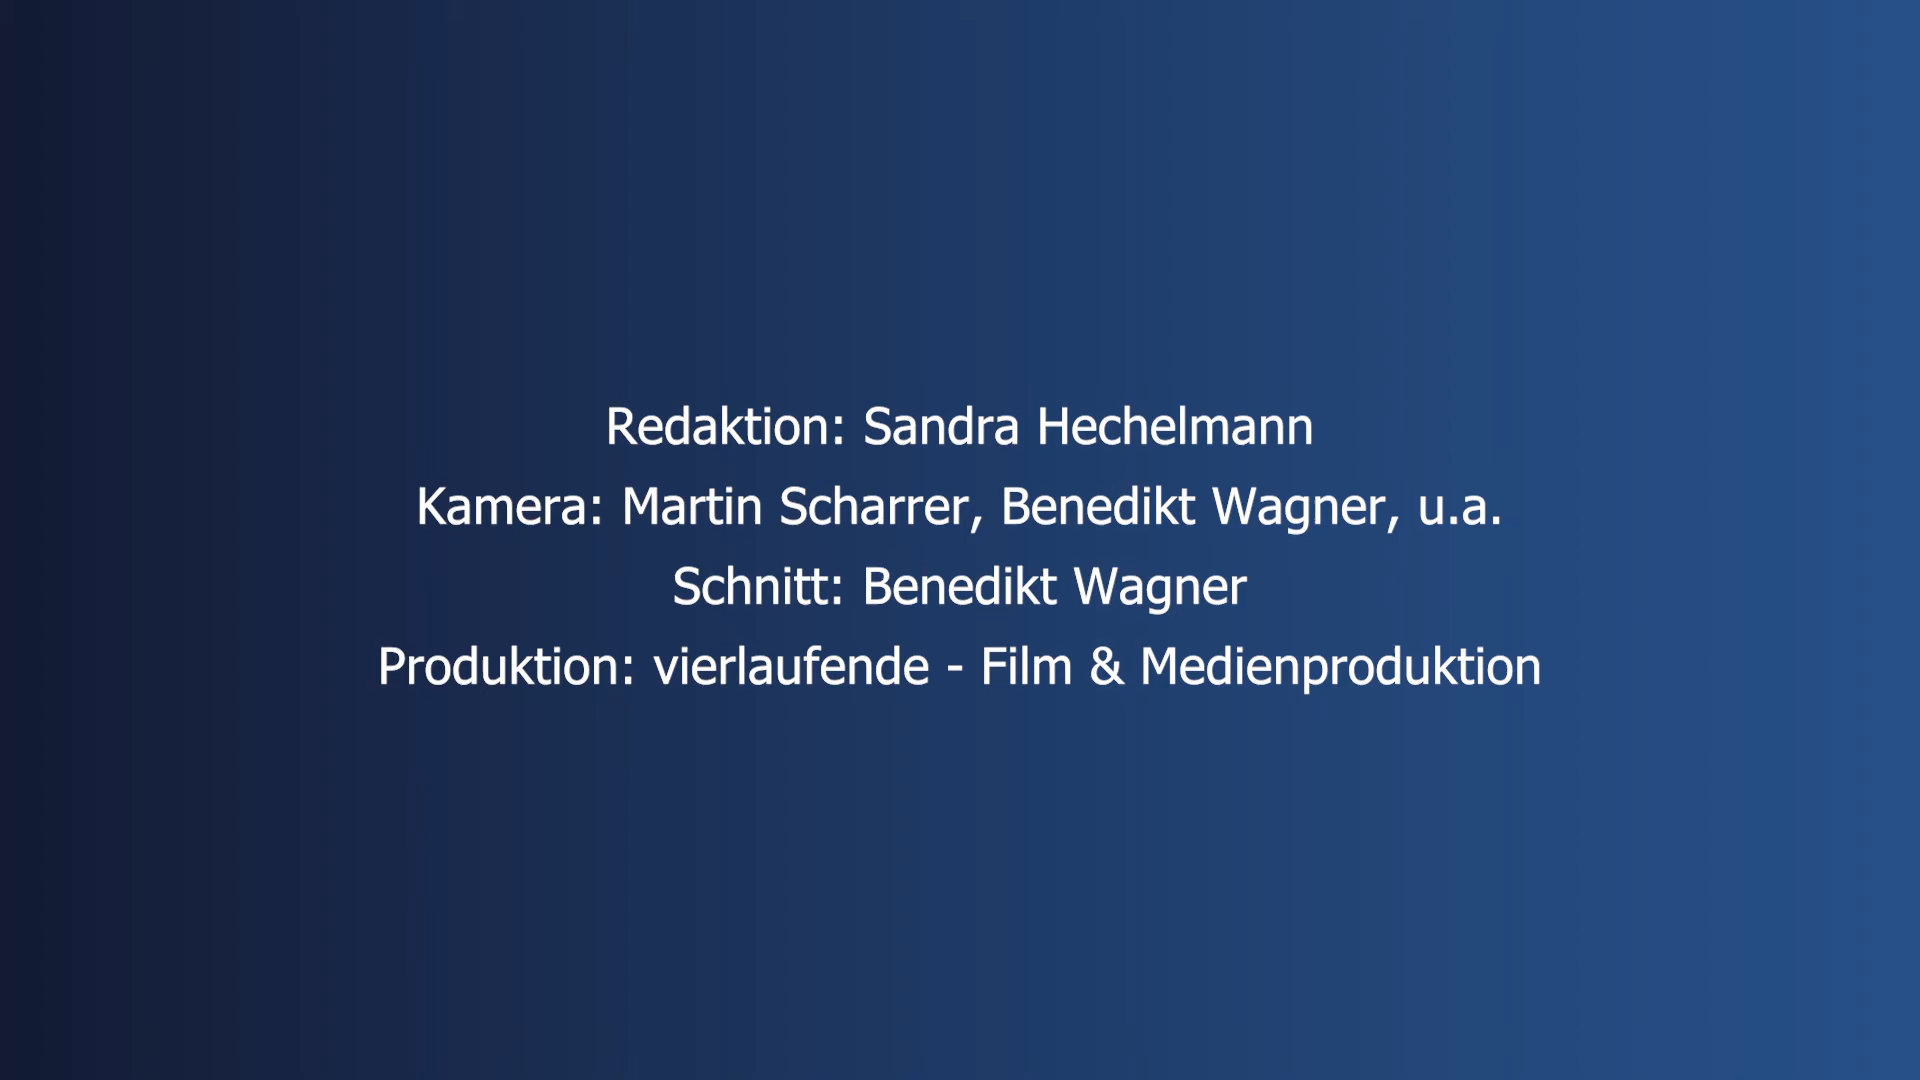 Redaktion: Sandra Hechelmann
Kamera: Martin Scharrer, Benedikt Wagner, u.a.
Schnitt: Benedikt Wagner
Produktion: vierlaufende - Film & Medienproduktion